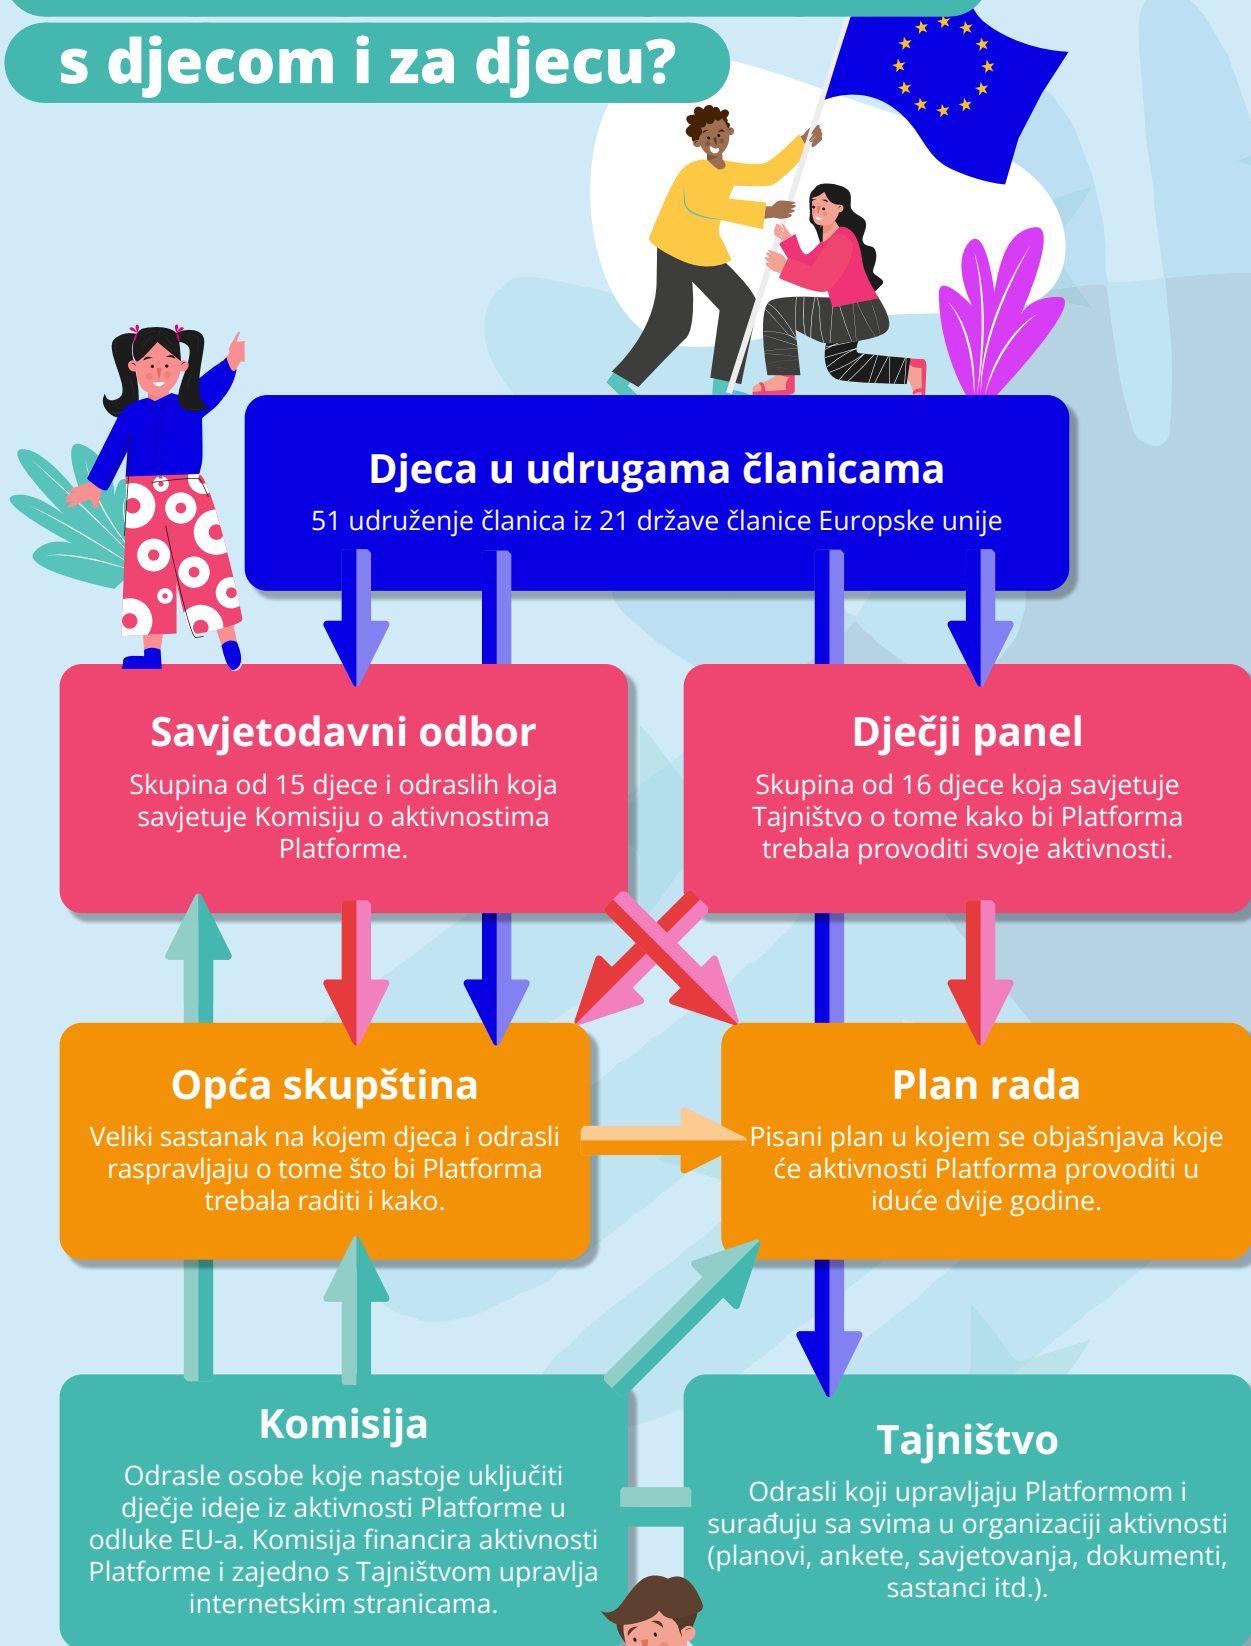 s djecom i za djecu?
Djeca u udrugama članicama
51 udruženje članica iz 21 države članice Europske unije
Savjetodavni odbor
Skupina od 15 djece i odraslih koja
savjetuje Komisiju o aktivnostima
Platforme.
Dječji panel
Skupina od 16 djece koja savjetuje
Tajništvo o tome kako bi Platforma
trebala provoditi svoje aktivnosti.
Opća skupština
Veliki sastanak na kojem djeca i odrasli
raspravljaju o tome što bi Platforma
trebala raditi i kako.
Plan rada
Pisani plan u kojem se objašnjava koje
će aktivnosti Platforma provoditi u
iduće dvije godine.
Komisija
Odrasle osobe koje nastoje uključiti
dječje ideje iz aktivnosti Platforme u
odluke EU-a. Komisija financira aktivnosti
Platforme i zajedno s Tajništvom upravlja
internetskim stranicama.
Tajništvo
Odrasli koji upravljaju Platformom i
surađuju sa svima u organizaciji aktivnosti
(planovi, ankete, savjetovanja, dokumenti,
sastanci itd.).